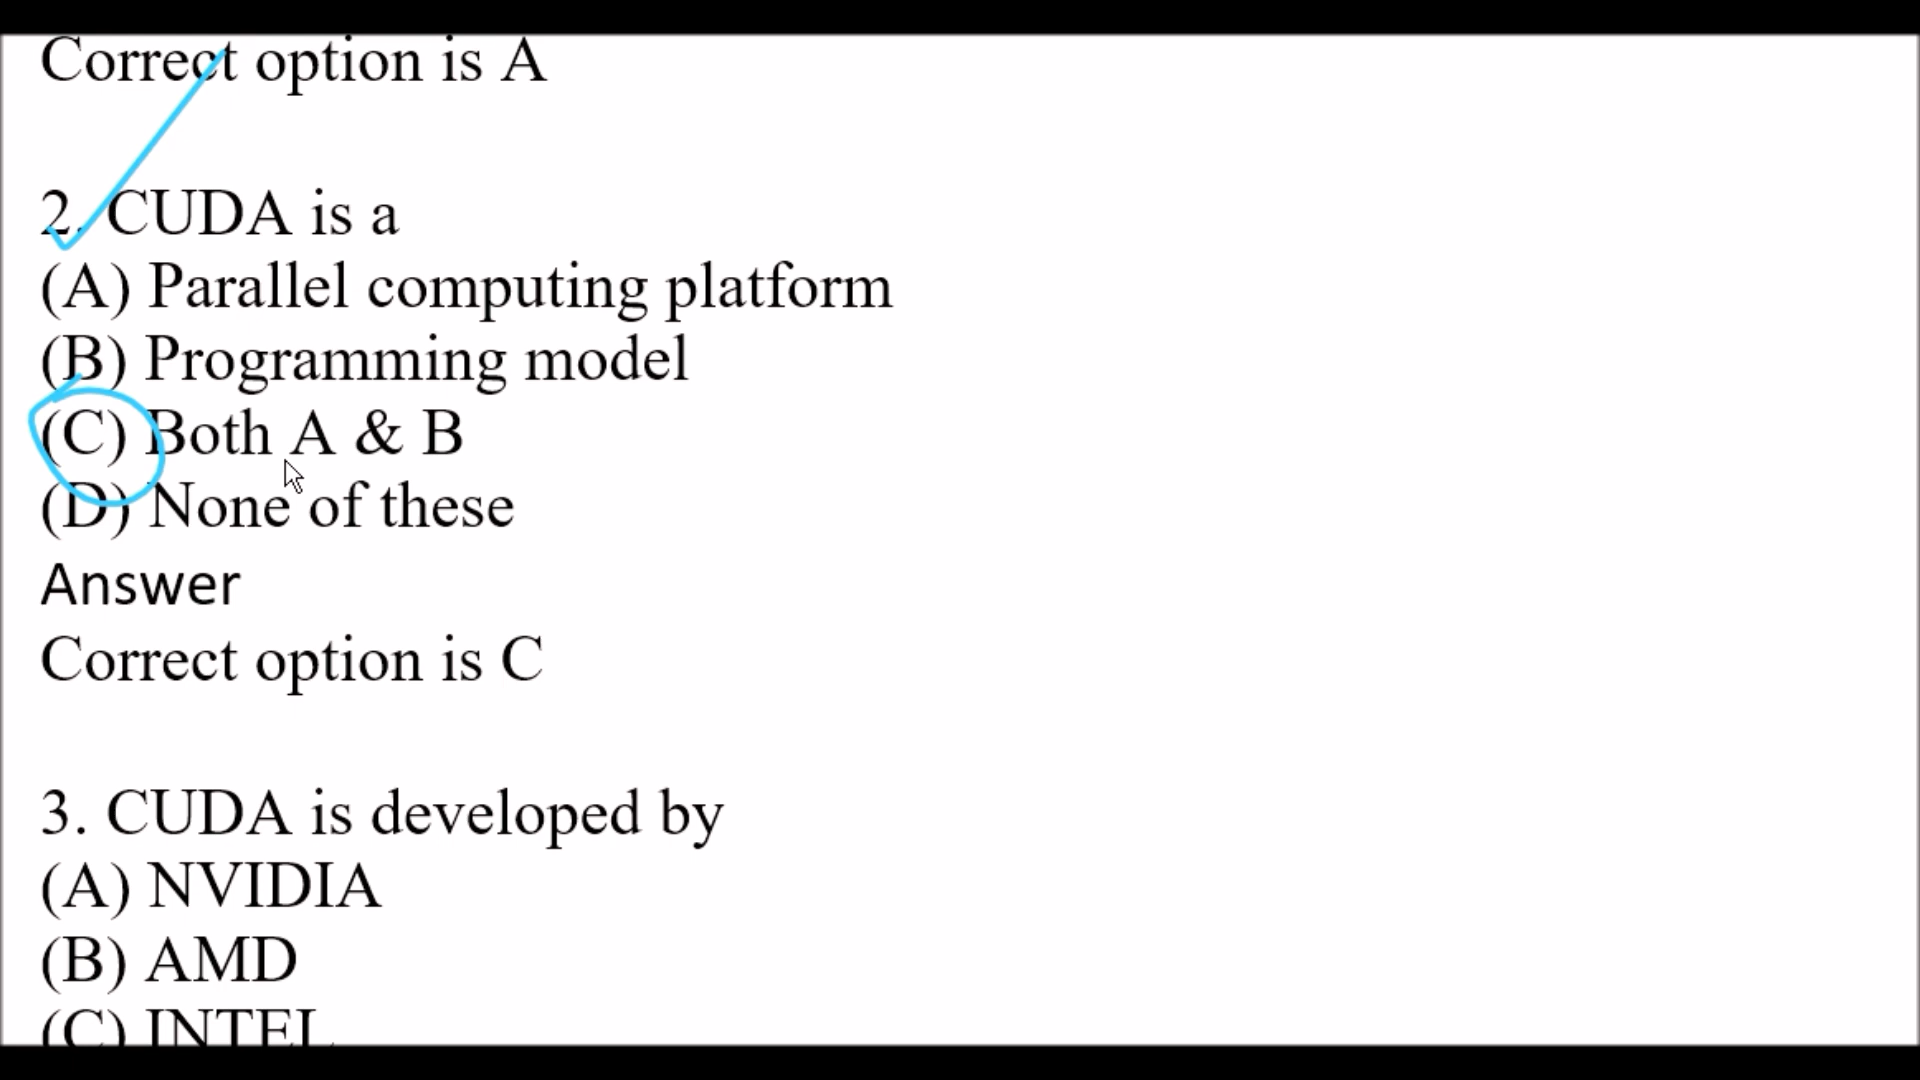 Correct option is A
2. CUDA is a
(A) Parallel computing platform
(B) Programming model
(C) Both A & B
(D) None of these
Answer
Correct option is C
3. CUDA is developed by
(A) NVIDIA
(B) AMD
(C) INTEL